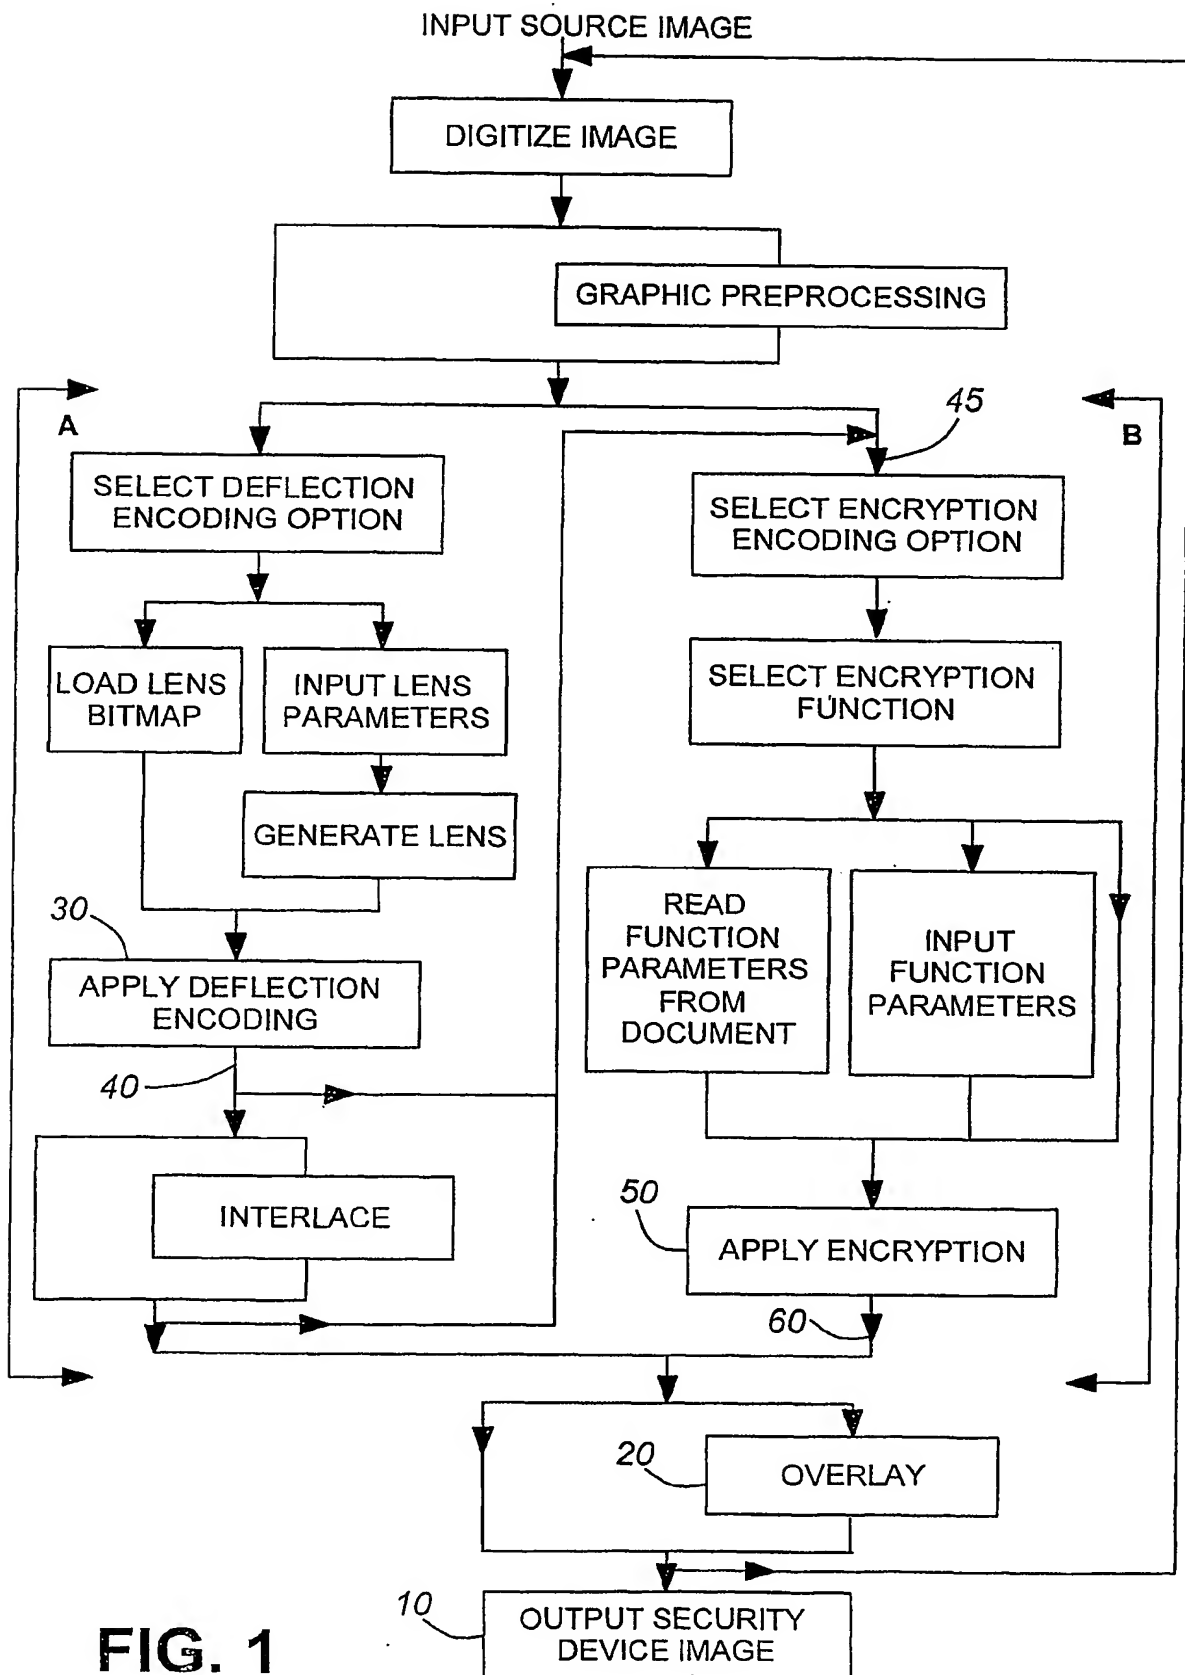 INPUT SOURCE IMAGE
DIGITIZE IMAGE
GRAPHIC PREPROCESSING
A
45
B
SELECT DEFLECTION
ENCODING OPTION
SELECT ENCRYPTION
ENCODING OPTION
LOAD LENS
BITMAP
INPUT LENS
PARAMETERS
SELECT ENCRYPTION
FUNCTION
GENERATE LENS
30
APPLY DEFLECTION
ENCODING
READ
FUNCTION
PARAMETERS
FROM
DOCUMENT
INPUT
FUNCTION
PARAMETERS
40
INTERLACE
50
APPLY ENCRYPTION
60
20
OVERLAY
10
OUTPUT SECURITY
DEVICE IMAGE
FIG. 1